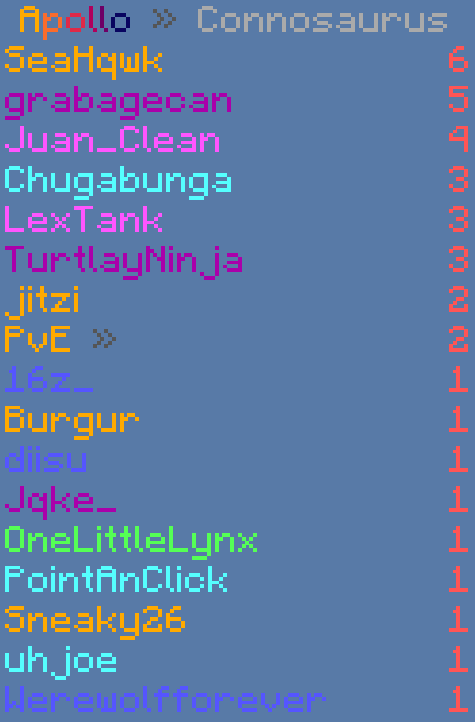 Apollo » Connosaurus
SeaHqwk 6
grabagecan 5
Juan_Clean 4
Chugabunga 3
LexTank 3
TurtlayNinja 3
jitzi 2
PvE » 2
16z_ 1
Burgur 1
diisu 1
Jqke_ 1
OneLittleLynx 1
PointAnClick 1
Sneaky26 1
uhjoe 1
Werewolfforever 1